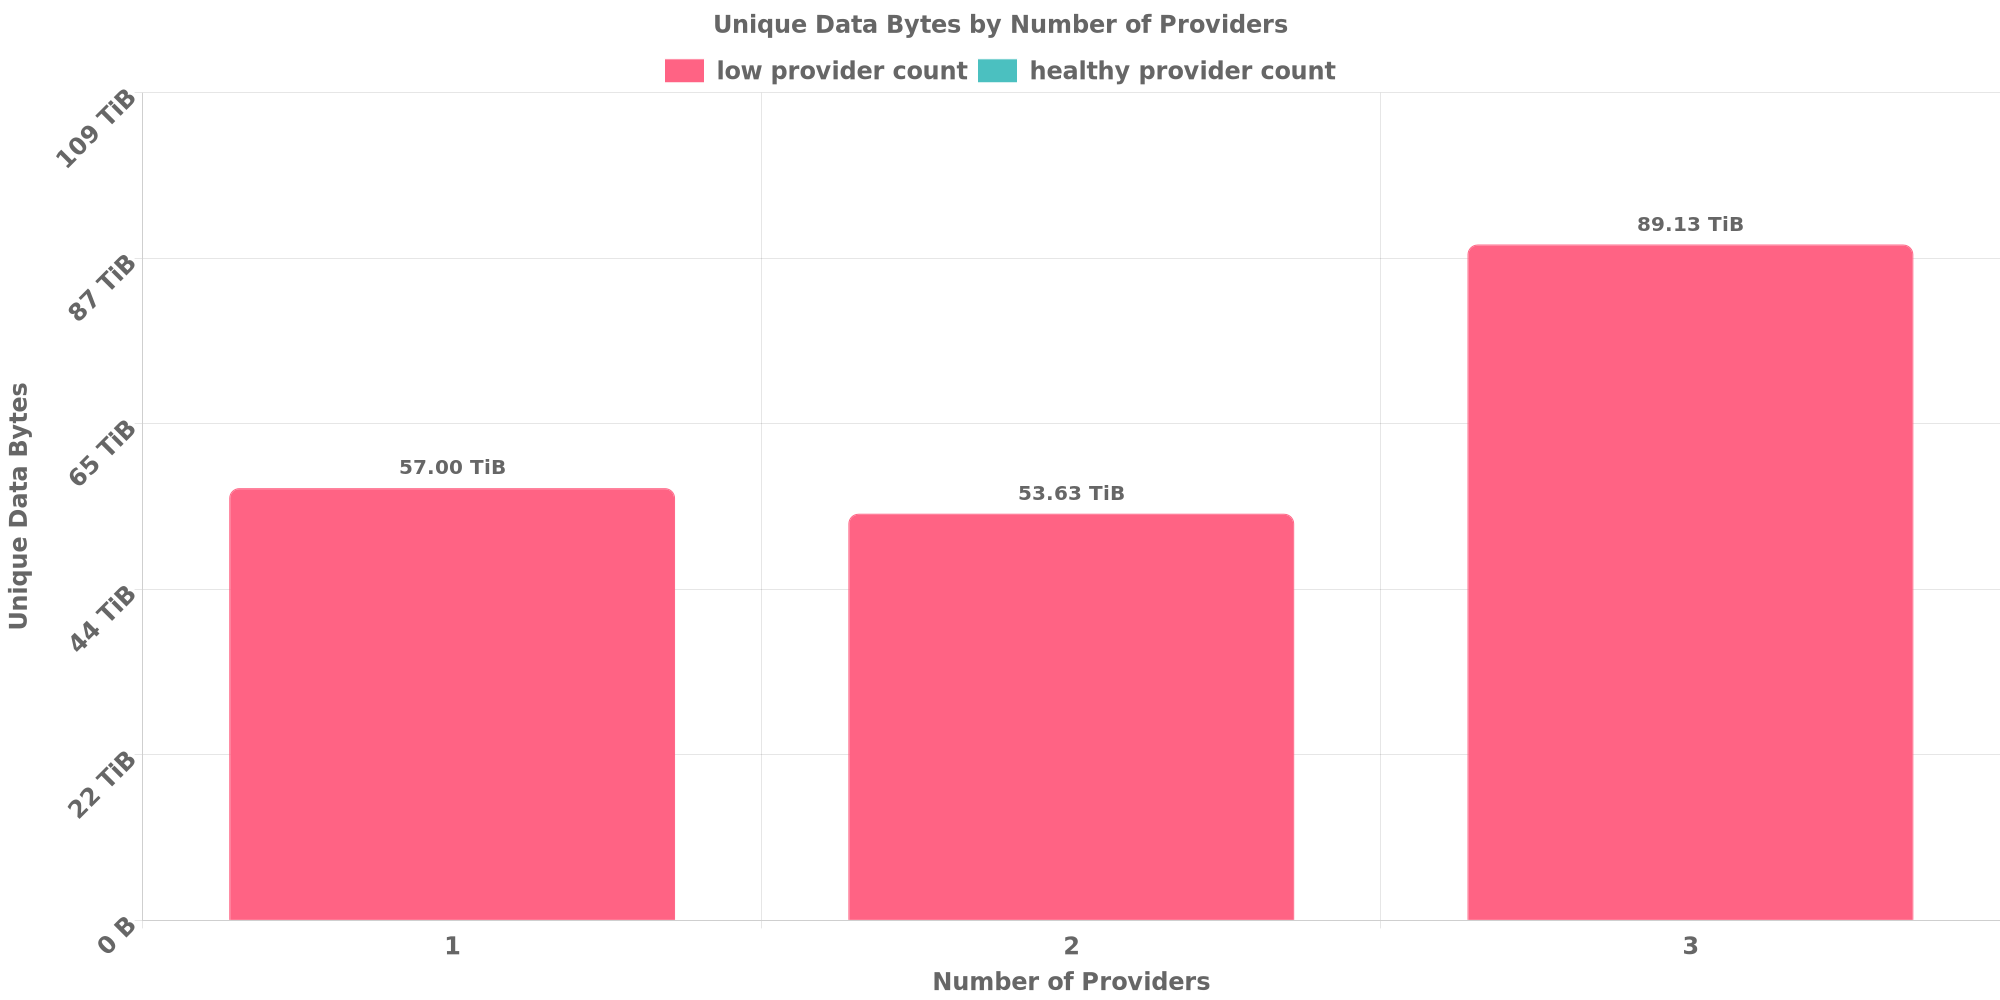 Unique Data Bytes by Number of Providers
low provider count healthy provider count
109 TiB
87 TiB
65 TiB
44 TiB
22 TiB
0 B
Unique Data Bytes
57.00 TiB
53.63 TiB
89.13 TiB
1 2 3
Number of Providers